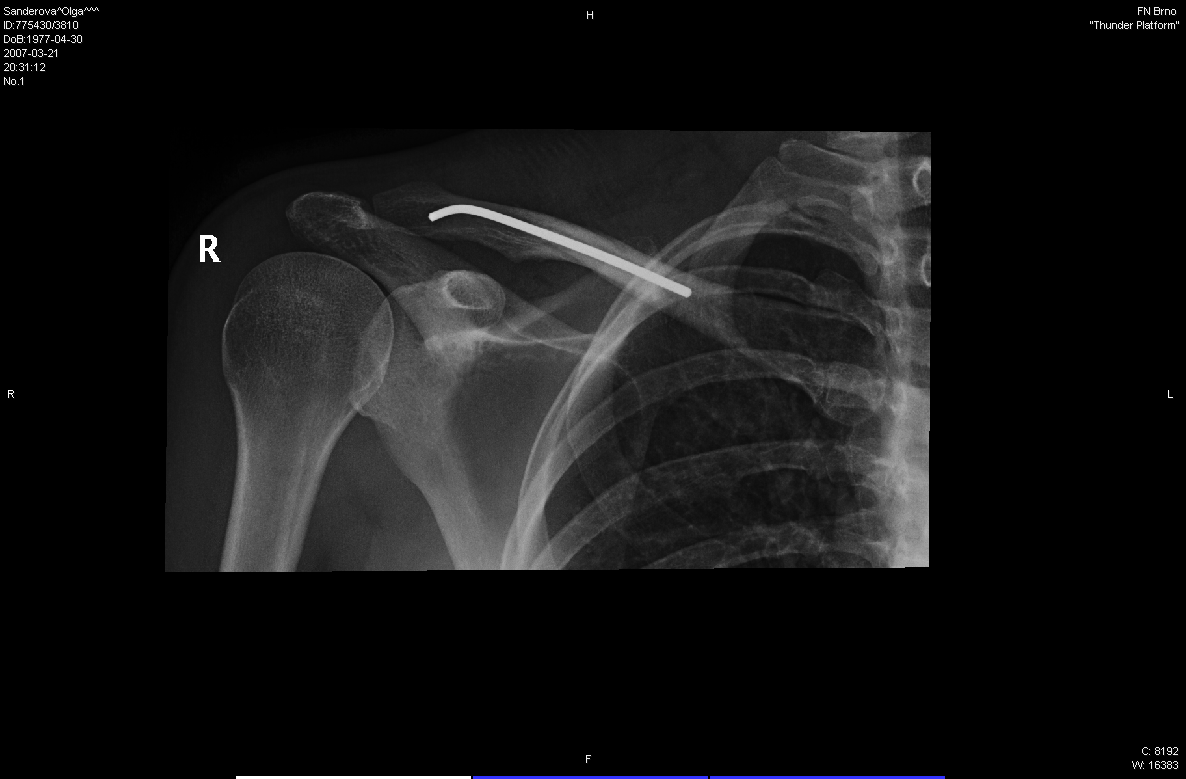 Sanderova^Olga^^^
ID:775430/3810
DoB:1977-04-30
2007-03-21
20:31:12
No.1
H
FN Brno
"Thunder Platform"
R
R
L
F
C: 8192
W: 16383